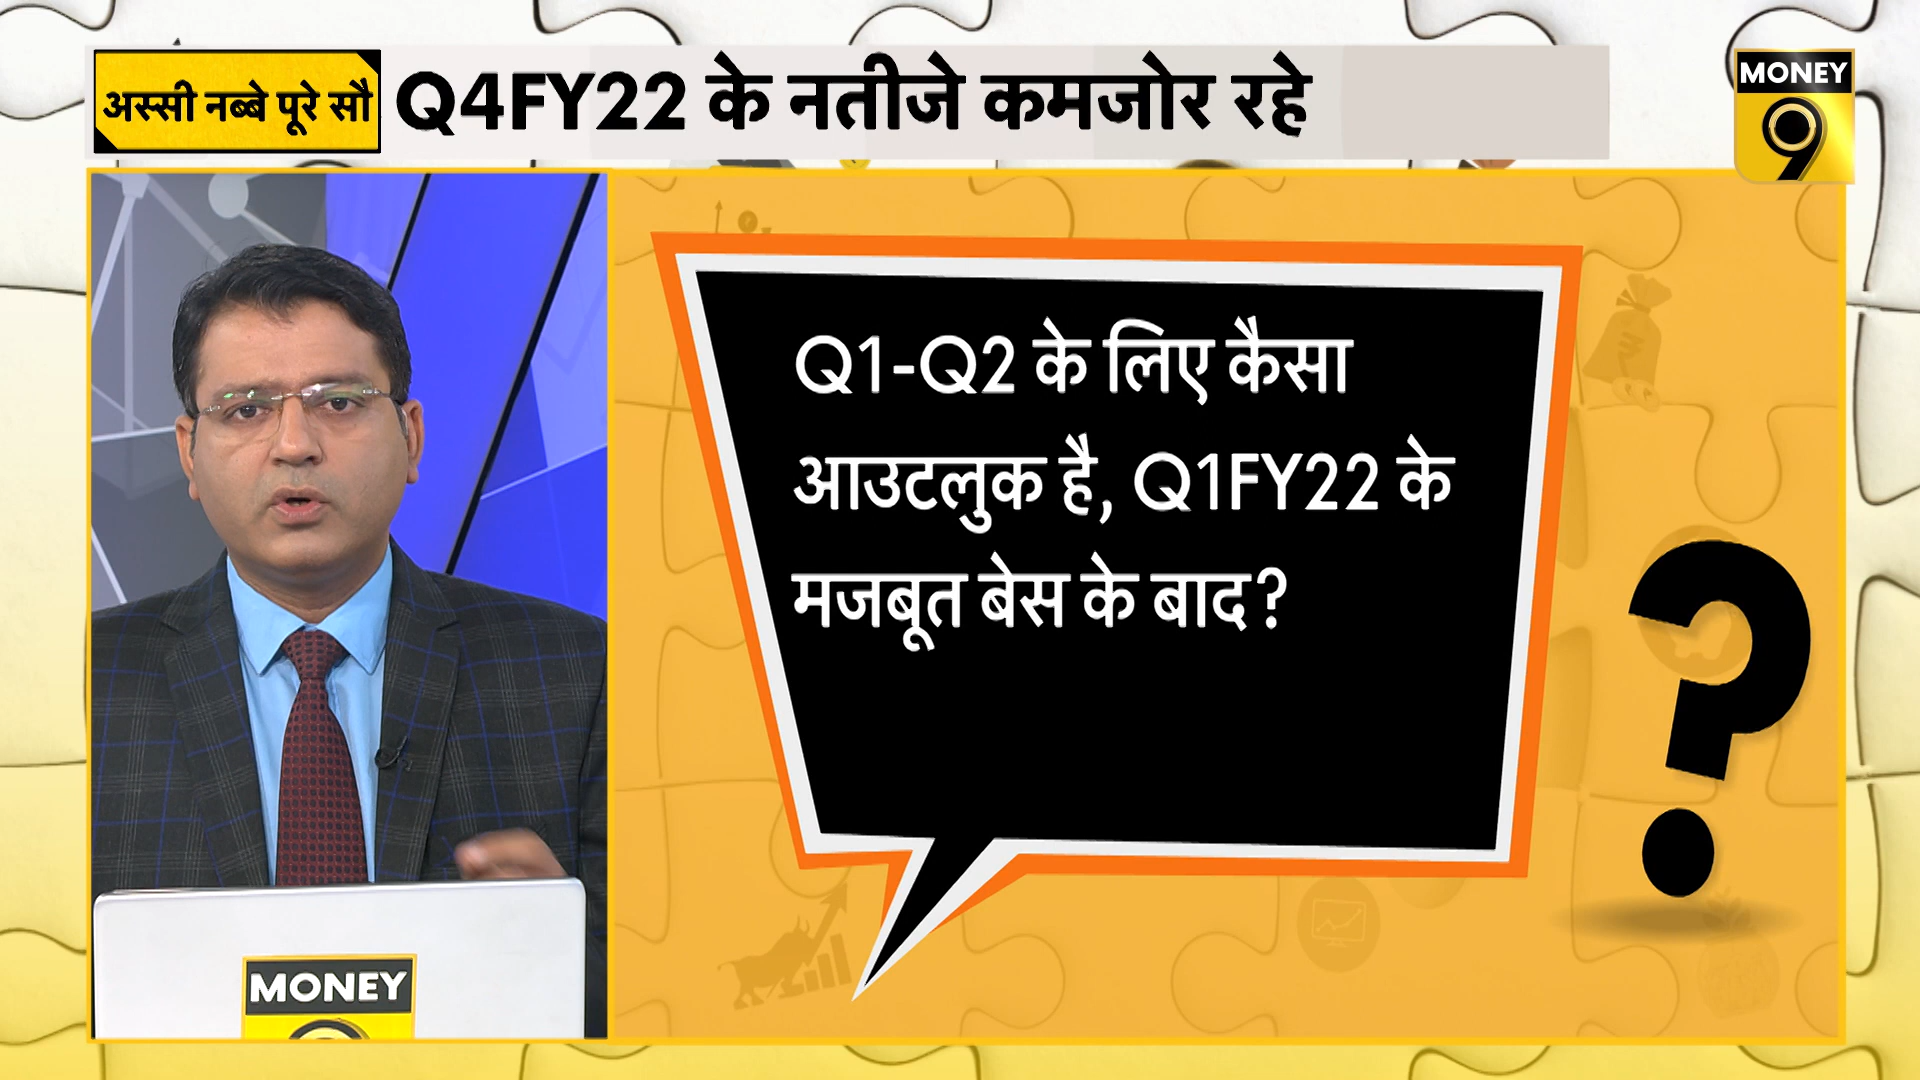 अस्सी नब्बे पूरे सौ
Q4FY22 के नतीजे कमजोर रहे
MONEY
9
Q1-Q2 के लिए कैसा
आउटलुक है, Q1FY22 के
मजबूत बेस के बाद?
?
MONEY